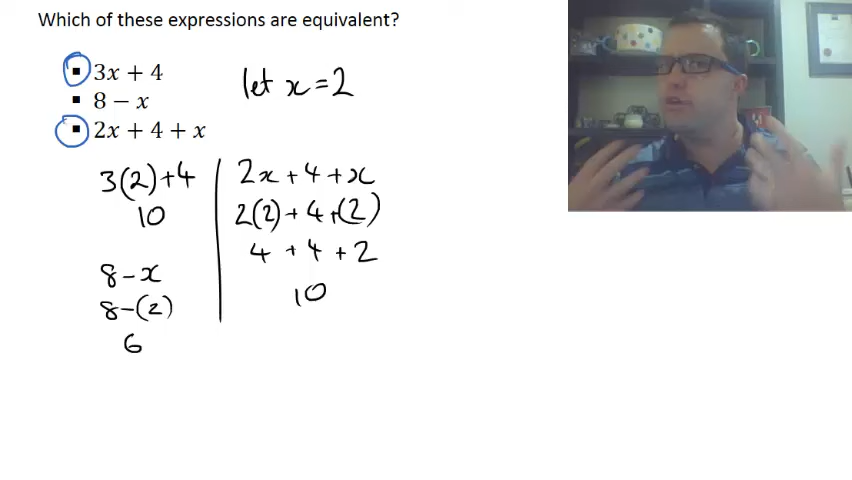 Which of these expressions are equivalent?
▪ 3x + 4
▪ 8 − x
▪ 2x + 4 + x
let x = 2
3(2)+4
10
8 − x
8 − (2)
6
2x + 4 + x
2(2) + 4 + (2)
4 + 4 + 2
10